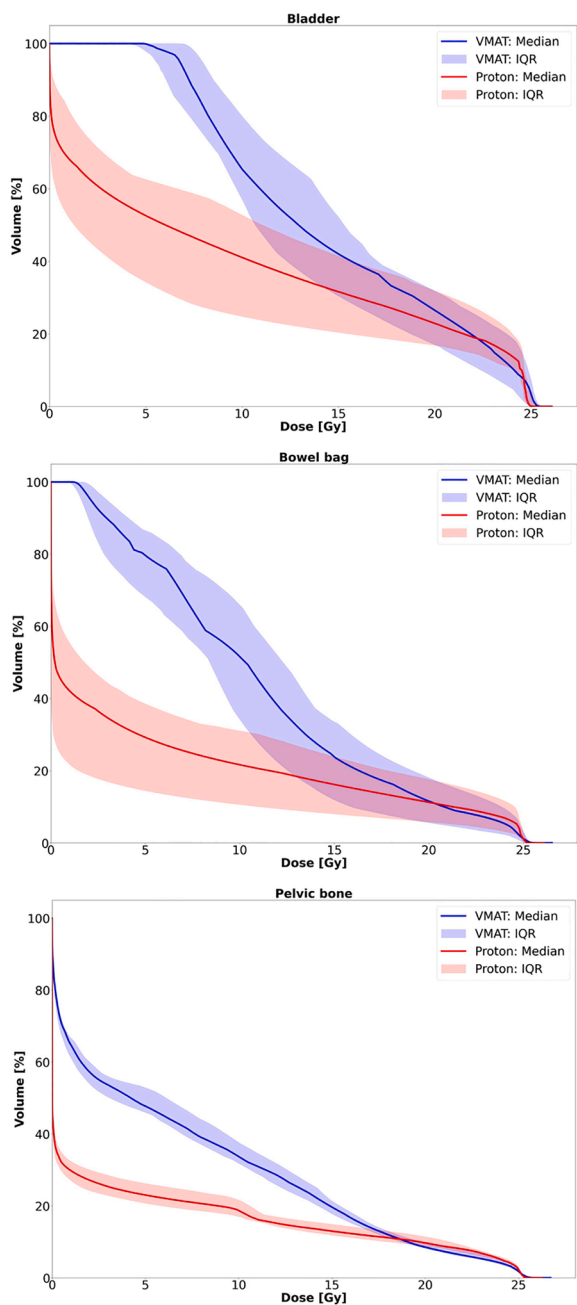 Bladder
VMAT: Median
VMAT: IQR
Proton: Median
Proton: IQR
Volume [%]
100
80
60
40
20
0
0 5 10 15 20 25
Dose [Gy]
Bowel bag
VMAT: Median
VMAT: IQR
Proton: Median
Proton: IQR
Volume [%]
100
80
60
40
20
0
0 5 10 15 20 25
Dose [Gy]
Pelvic bone
VMAT: Median
VMAT: IQR
Proton: Median
Proton: IQR
Volume [%]
100
80
60
40
20
0
0 5 10 15 20 25
Dose [Gy]